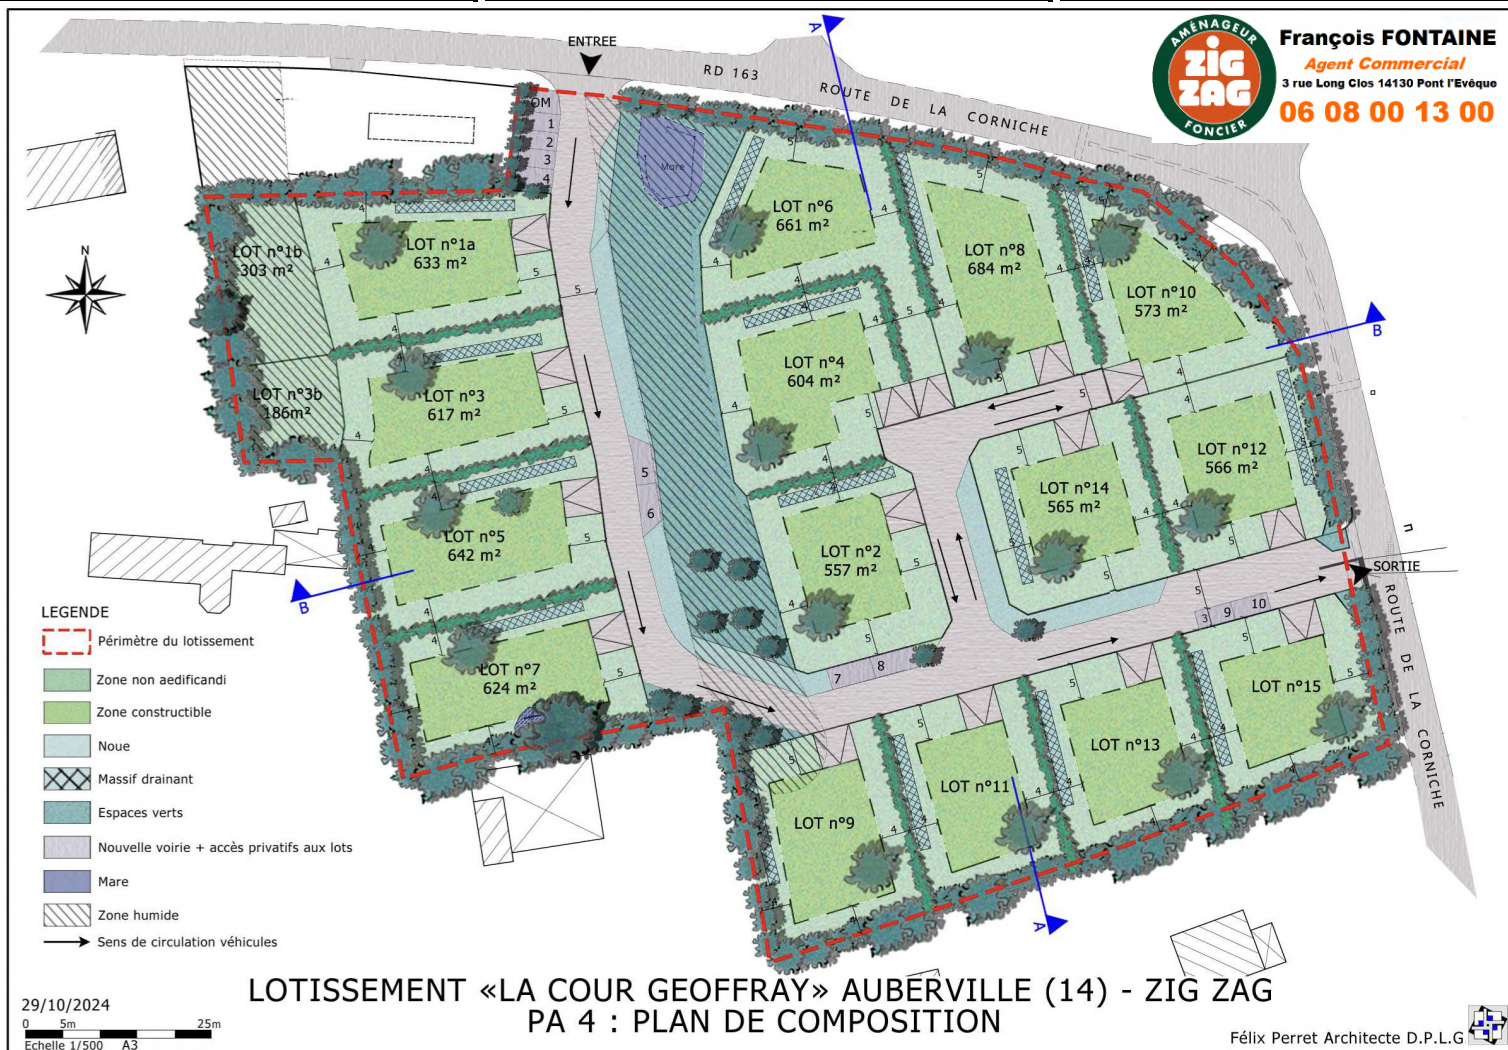 ENTREE
RD 163
ROUTE DE LA CORNICHE
AMÉNAGEUR
ZIG
ZAG
FONCIER
François FONTAINE
Agent Commercial
3 rue Long Clos 14130 Pont l'Evêque
06 08 00 13 00
A
OM
1
2
3
4
Mare
N
LOT n°1b
303 m²
LOT n°1a
633 m²
LOT n°6
661 m²
LOT n°8
684 m²
LOT n°10
573 m²
B
LOT n°3b
186m²
LOT n°3
617 m²
LOT n°4
604 m²
LOT n°12
566 m²
LOT n°14
565 m²
5
6
LOT n°5
642 m²
LOT n°2
557 m²
B
SORTIE
ROUTE DE LA CORNICHE
3
9
10
7
8
LOT n°7
624 m²
LOT n°15
LOT n°13
LOT n°11
LOT n°9
A
LEGENDE
Périmètre du lotissement
Zone non aedificandi
Zone constructible
Noue
Massif drainant
Espaces verts
Nouvelle voirie + accès privatifs aux lots
Mare
Zone humide
Sens de circulation véhicules
LOTISSEMENT «LA COUR GEOFFRAY» AUBERVILLE (14) - ZIG ZAG
PA 4 : PLAN DE COMPOSITION
29/10/2024
0 5m 25m
Echelle 1/500 A3
Félix Perret Architecte D.P.L.G